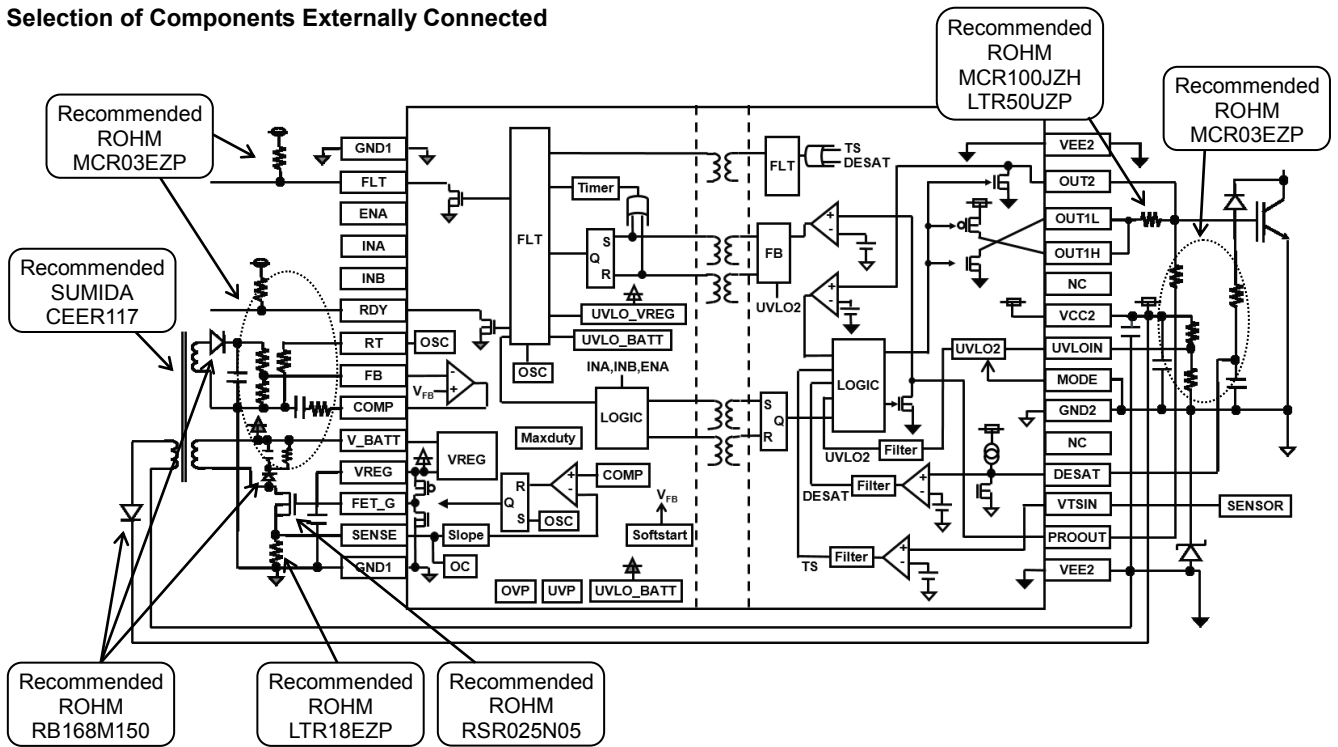 Selection of Components Externally Connected
Recommended
ROHM
MCR100JZH
LTR50UZP
Recommended
ROHM
MCR03EZP
Recommended
ROHM
MCR03EZP
Recommended
SUMIDA
CEER117
GND1
FLT
ENA
INA
INB
RDY
RT
FB
COMP
V_BATT
VREG
FET_G
SENSE
GND1
OSC
VFB
VREG
Slope
OC
FLT
OSC
Timer
S
Q
R
UVLO_VREG
UVLO_BATT
INA,INB,ENA
LOGIC
Maxduty
R
Q
S
OSC
+
-
COMP
VFB
Softstart
OVP
UVP
UVLO_BATT
FLT
TS
DESAT
FB
UVLO2
+
-
+
-
LOGIC
UVLO2
S
Q
R
UVLO2
Filter
DESAT
Filter
+
-
TS
Filter
+
-
VEE2
OUT2
OUT1L
OUT1H
NC
VCC2
UVLOIN
MODE
GND2
NC
DESAT
VTSIN
PROOUT
VEE2
SENSOR
Recommended
ROHM
RB168M150
Recommended
ROHM
LTR18EZP
Recommended
ROHM
RSR025N05